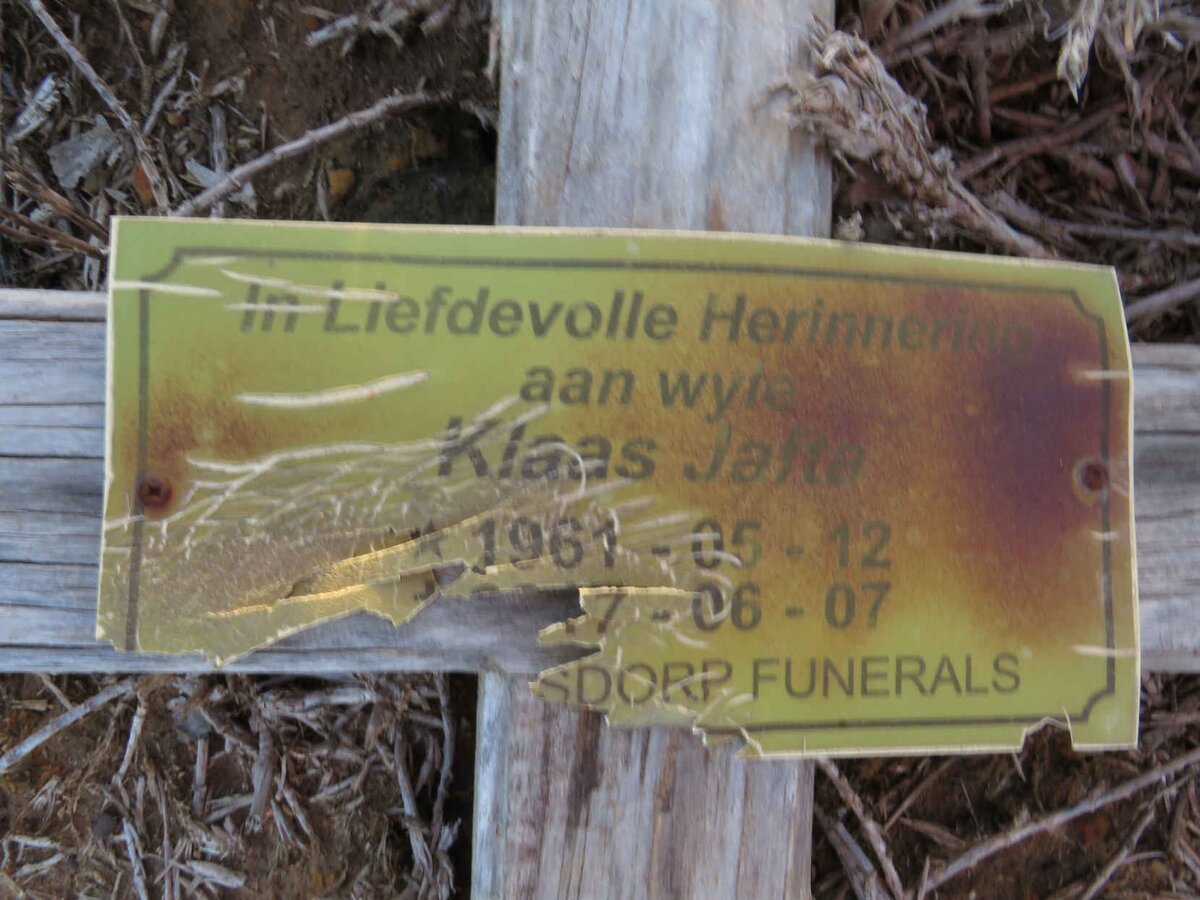 In Liefdevolle Herinnering
aan wyle
Klaas Jafta
* 1961 - 05 - 12
7 - 06 - 07
SDORP FUNERALS